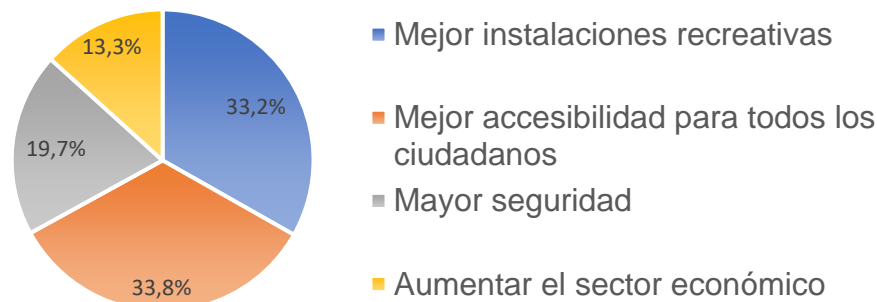 13,3%
Mejor instalaciones recreativas
33,2%
Mejor accesibilidad para todos los
ciudadanos
19,7%
Mayor seguridad
33,8%
Aumentar el sector económico